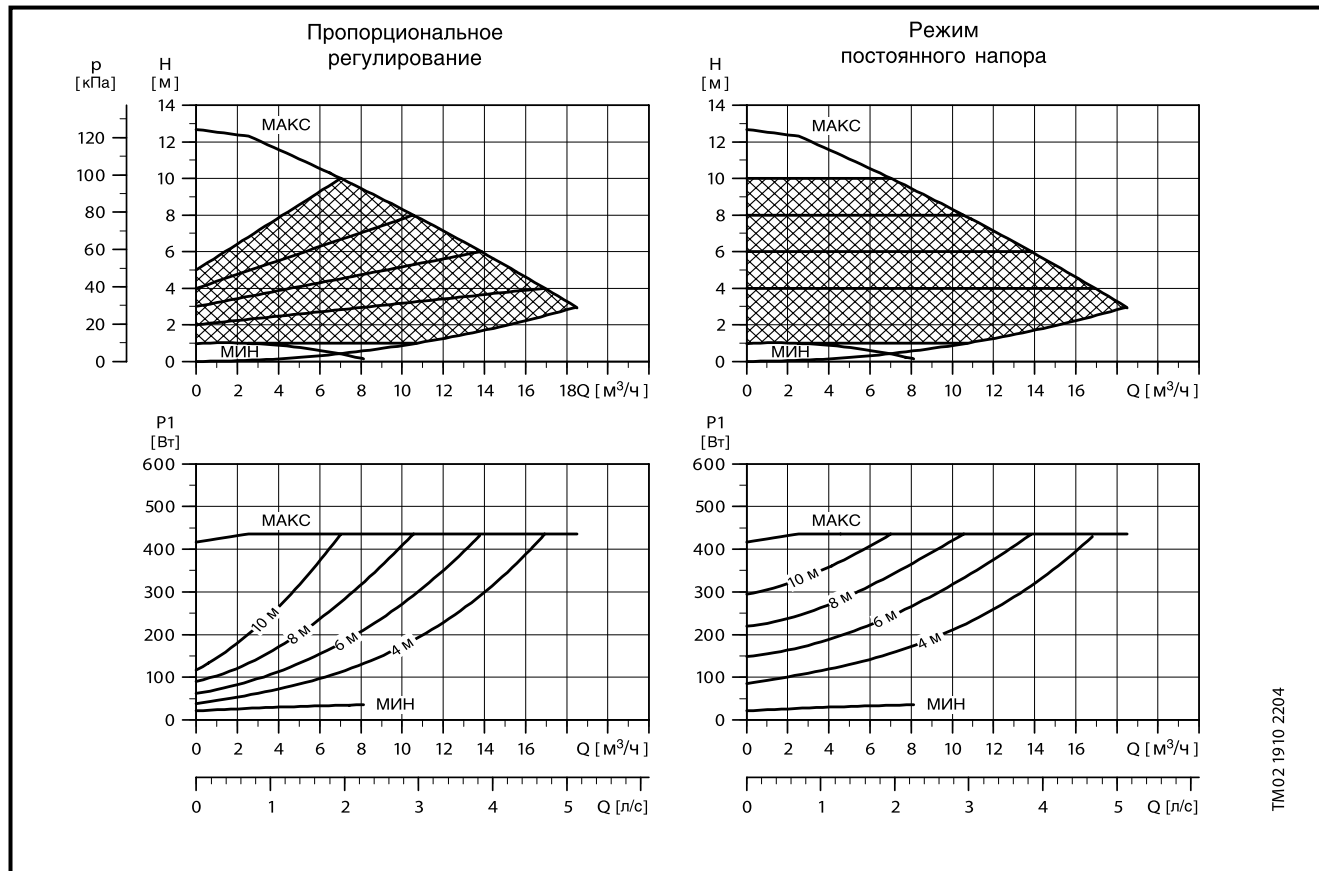 Пропорциональное
регулирование
Режим
постоянного напора
p
[кПа]
H
[м]
H
[м]
14
12
10
8
6
4
2
0
120
100
80
60
40
20
0
МАКС
МИН
0 2 4 6 8 10 12 14 16 18 Q [м³/ч]
14
12
10
8
6
4
2
0
МАКС
МИН
0 2 4 6 8 10 12 14 16 Q [м³/ч]
P1
[Вт]
600
500
400
300
200
100
0
МАКС
10 м
8 м
6 м
4 м
МИН
0 2 4 6 8 10 12 14 16 Q [м³/ч]
0 1 2 3 4 5 Q [л/с]
P1
[Вт]
600
500
400
300
200
100
0
МАКС
10 м
8 м
6 м
4 м
МИН
0 2 4 6 8 10 12 14 16 Q [м³/ч]
0 1 2 3 4 5 Q [л/с]
TM02 1910 2204